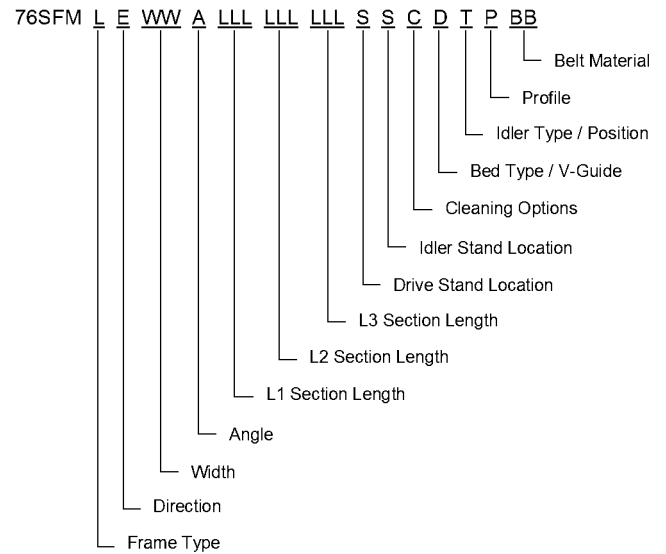 76SFM L E WW A LLL LLL LLL S S C D T P BB
Belt Material
Profile
Idler Type / Position
Bed Type / V-Guide
Cleaning Options
Idler Stand Location
Drive Stand Location
L3 Section Length
L2 Section Length
L1 Section Length
Angle
Width
Direction
Frame Type